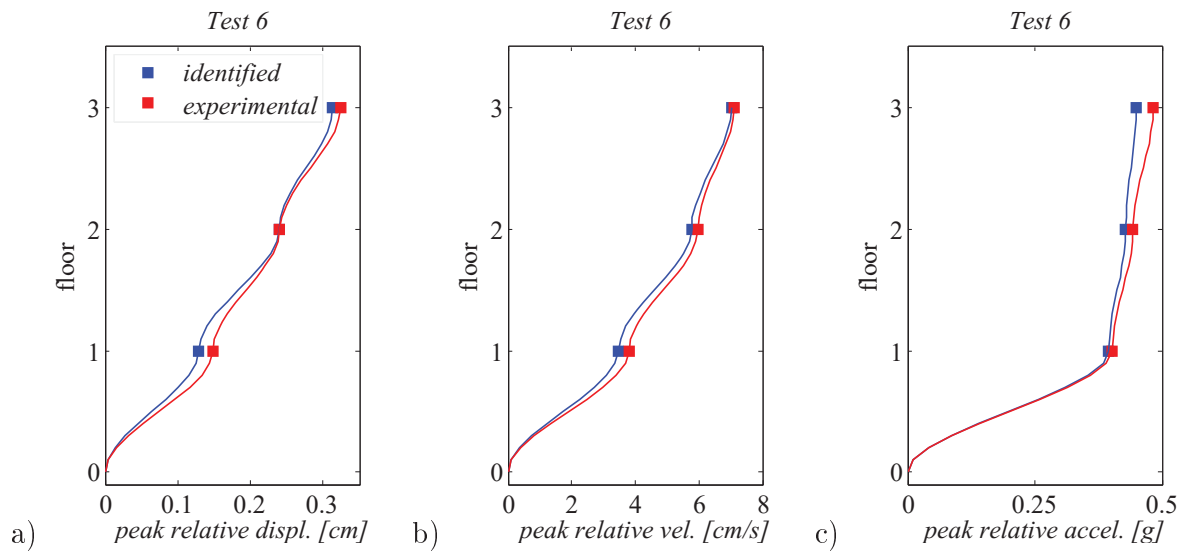 Test 6
identified
experimental
3
2
1
0
floor
0
0.1
0.2
0.3
a)
peak relative displ. [cm]
Test 6
3
2
1
0
floor
0
2
4
6
8
b)
peak relative vel. [cm/s]
Test 6
3
2
1
0
floor
0
0.25
0.5
c)
peak relative accel. [g]